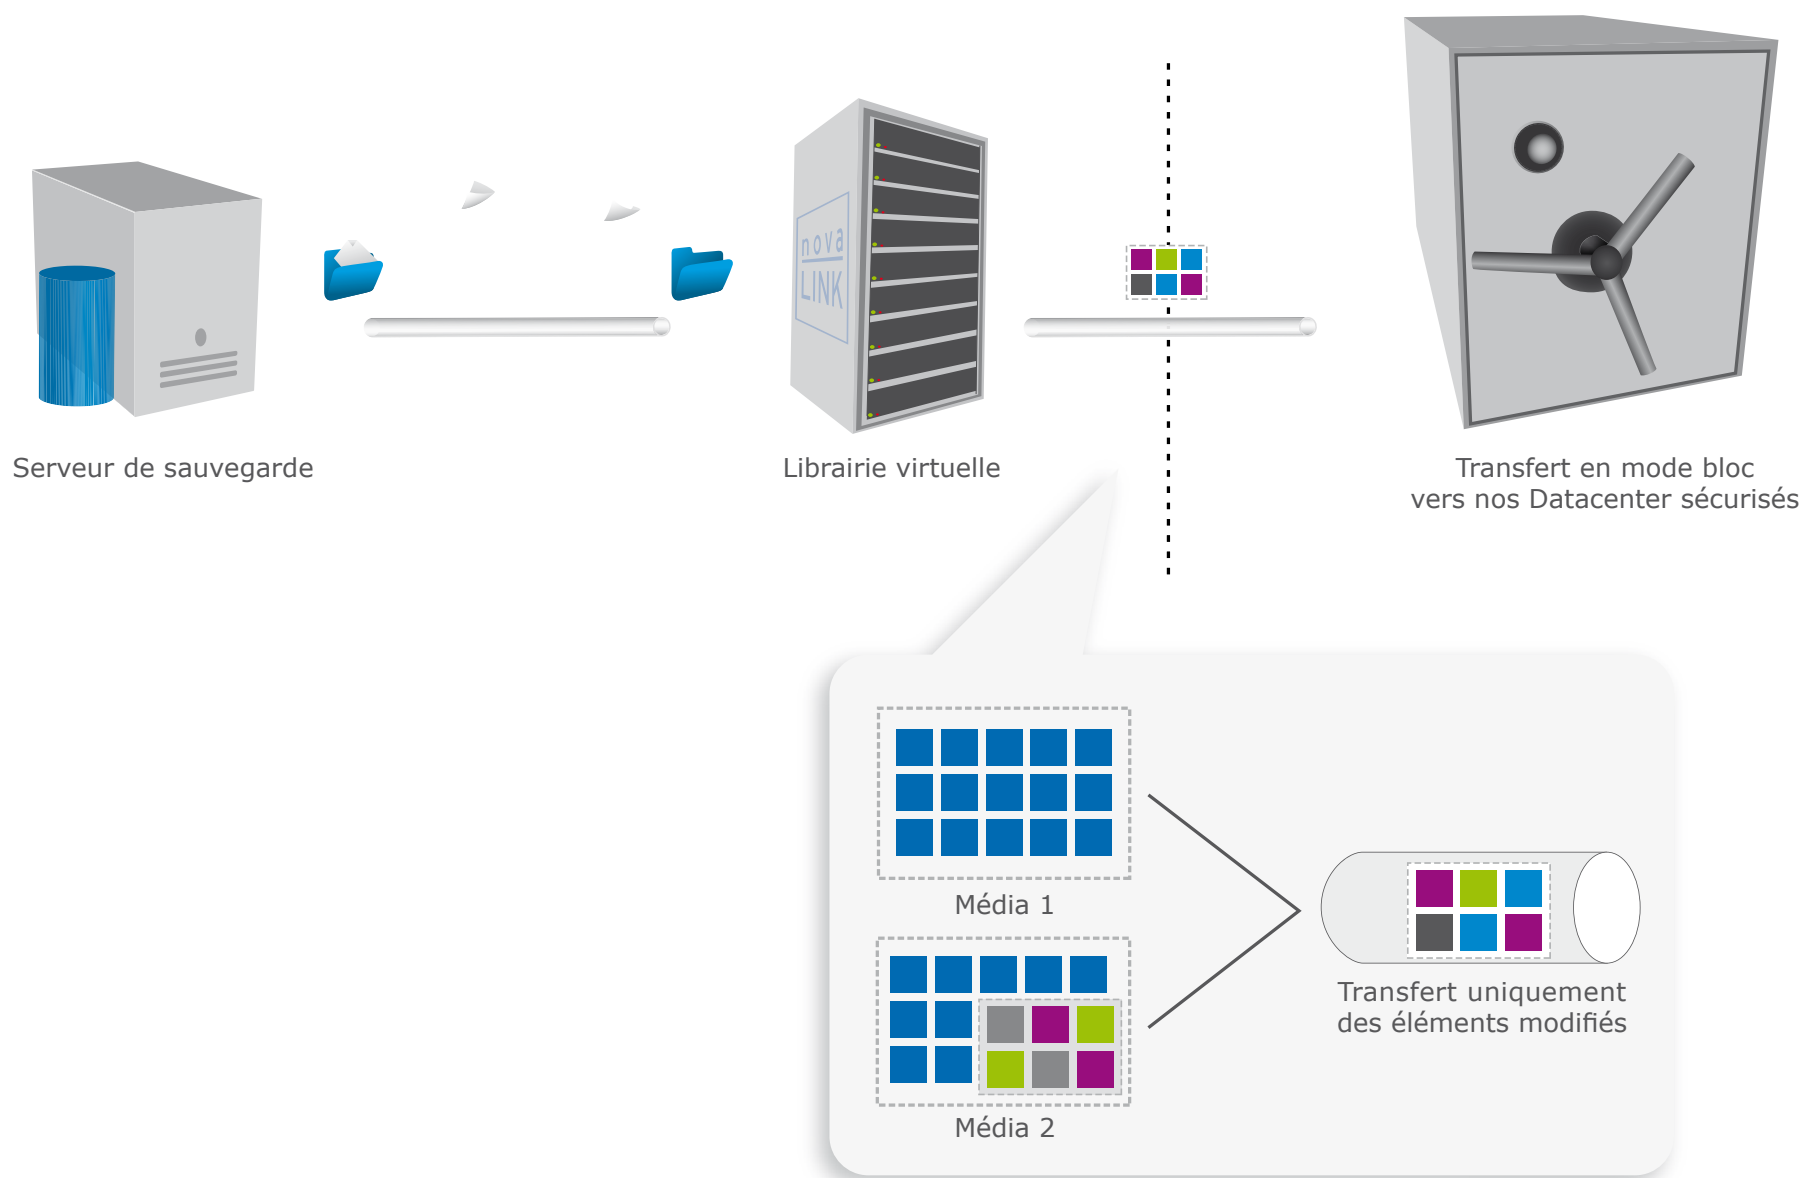 nova
LINK
Serveur de sauvegarde
Librairie virtuelle
Transfert en mode bloc
vers nos Datacenter sécurisés
Média 1
Média 2
Transfert uniquement
des éléments modifiés